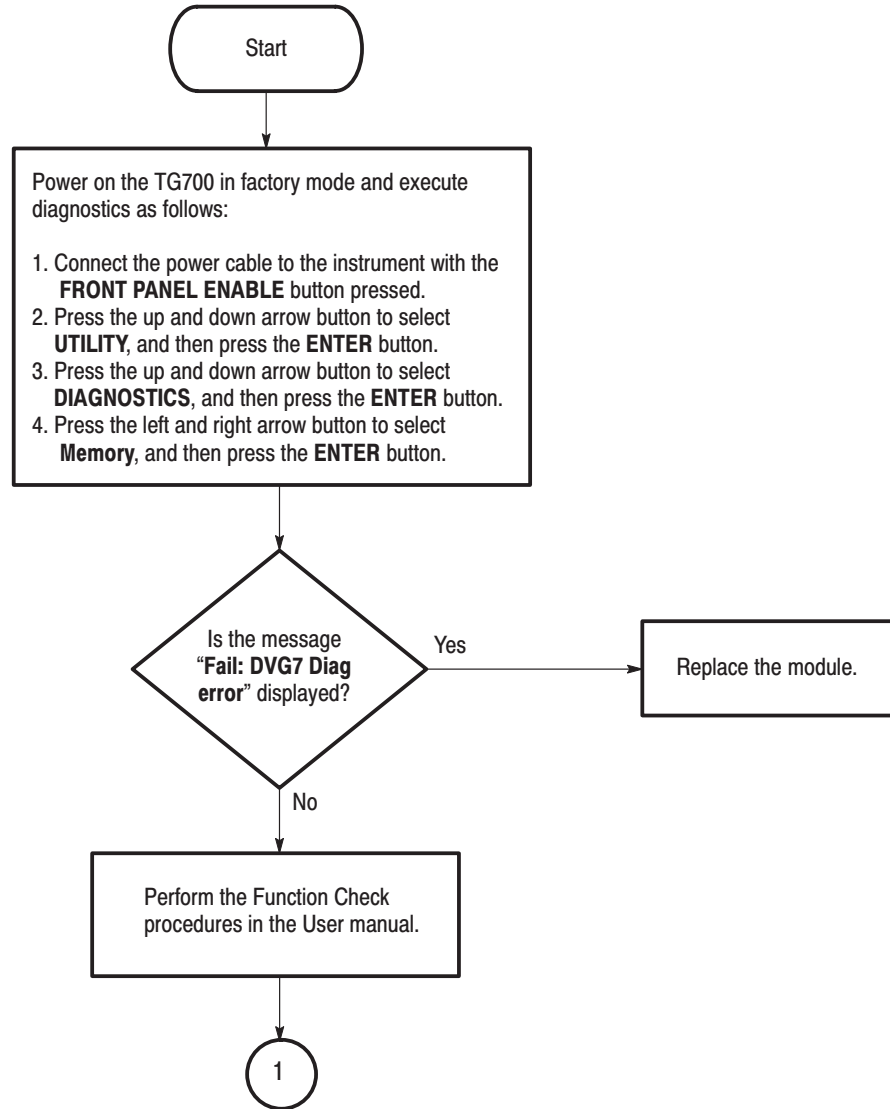 Start
Power on the TG700 in factory mode and execute
diagnostics as follows:
1. Connect the power cable to the instrument with the
FRONT PANEL ENABLE button pressed.
2. Press the up and down arrow button to select
UTILITY, and then press the ENTER button.
3. Press the up and down arrow button to select
DIAGNOSTICS, and then press the ENTER button.
4. Press the left and right arrow button to select
Memory, and then press the ENTER button.
Is the message
“Fail: DVG7 Diag
error” displayed?
Yes
Replace the module.
No
Perform the Function Check
procedures in the User manual.
1